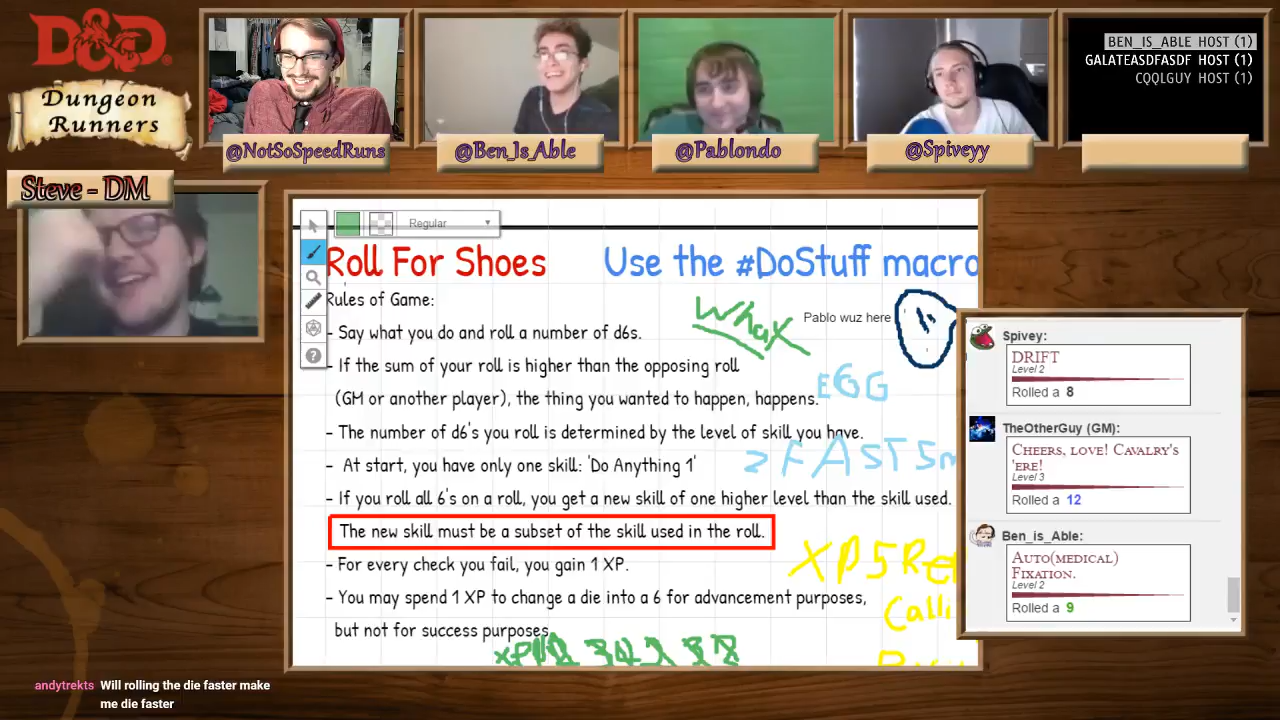 D&D
Dungeon
Runners
@NotSoSpeedRuns
@Ben_Is_Able
@Pablondo
@Spiveyy
BEN_IS_ABLE HOST (1)
GALATEASDFASDF HOST (1)
CQQLGUY HOST (1)
Steve - DM
Regular
Roll For Shoes
Use the #DoStuff macro
Rules of Game:
- Say what you do and roll a number of d6s.
- If the sum of your roll is higher than the opposing roll
(GM or another player), the thing you wanted to happen, happens.
- The number of d6's you roll is determined by the level of skill you have.
- At start, you have only one skill: 'Do Anything 1'
- If you roll all 6's on a roll, you get a new skill of one higher level than the skill used.
The new skill must be a subset of the skill used in the roll.
- For every check you fail, you gain 1 XP.
- You may spend 1 XP to change a die into a 6 for advancement purposes,
but not for success purposes
What
Pablo wuz here
EGG
2 FAST 5m
XP 5 Re
Calli
Spivey:
DRIFT
Level 2
Rolled a 8
TheOtherGuy (GM):
Cheers, love! Cavalry's
'ere!
Level 3
Rolled a 12
Ben_is_Able:
Auto(medical)
Fixation.
Level 2
Rolled a 9
andytrekts Will rolling the die faster make
me die faster